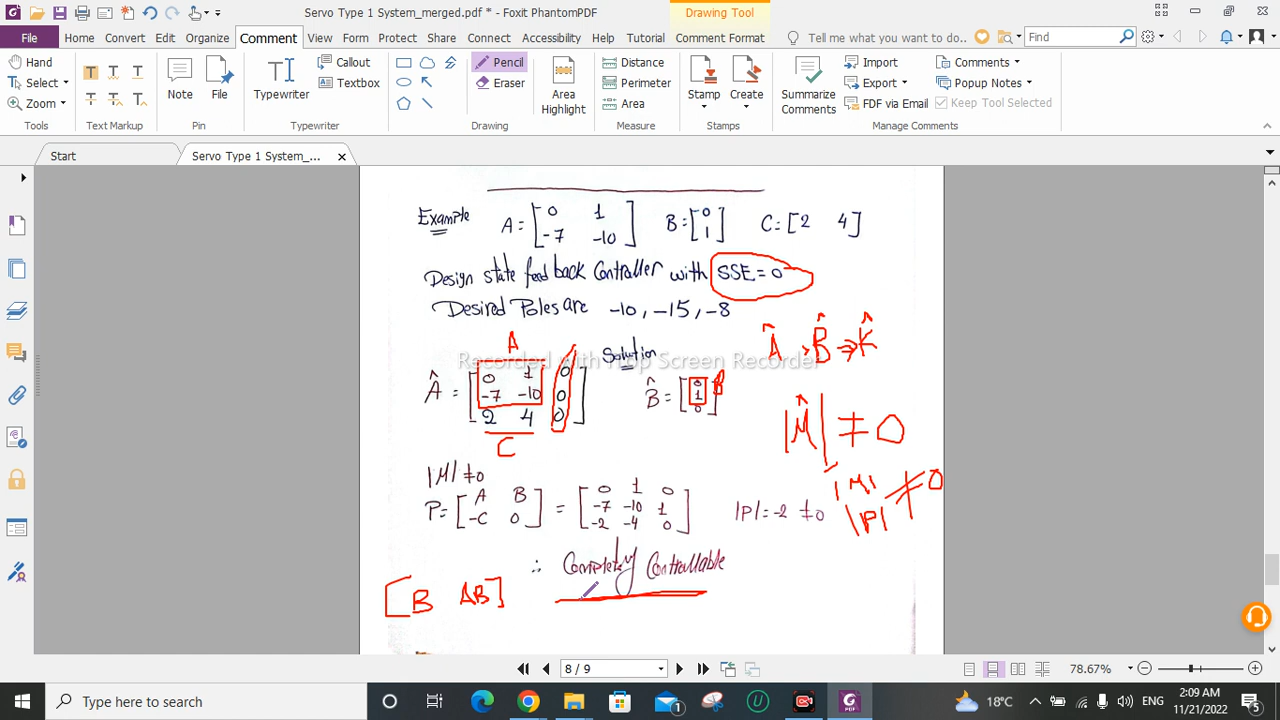 Servo Type 1 System_merged.pdf * - Foxit PhantomPDF
Drawing Tool
File Home Convert Edit Organize Comment View Form Protect Share Connect Accessibility Help Tutorial Comment Format Tell me what you want to do... Find
Hand
Select
Zoom
Tools
Text Markup
Note
File
Pin
Typewriter
Callout
Textbox
Typewriter
Pencil
Eraser
Area Highlight
Drawing
Distance
Perimeter
Area
Measure
Stamp
Create
Stamps
Summarize Comments
Import
Export
FDF via Email
Comments
Popup Notes
Keep Tool Selected
Manage Comments
Start
Servo Type 1 System_...
Example A = [0 1
-7 -10] B = [0
1] C = [2 4]
Design state feed back Controller with SSE = 0
Desired Poles are -10, -15, -8
Â, B̂ ⇒ K̂
A
Solution
Recorded with iTop Screen Recorder
Â = [0 1 0
-7 -10 0
2 4 0]
C
B̂ = [0
1
0] B
|M̂| ≠ 0
|M| ≠ 0
|M|
|P| ≠ 0
P = [A B
-C 0] = [0 1 0
-7 -10 1
-2 -4 0] |P| = -2 ≠ 0
∴ Completely Controllable
[B AB]
8 / 9
78.67%
Type here to search
1
18°C
ENG
2:09 AM
11/21/2022
5